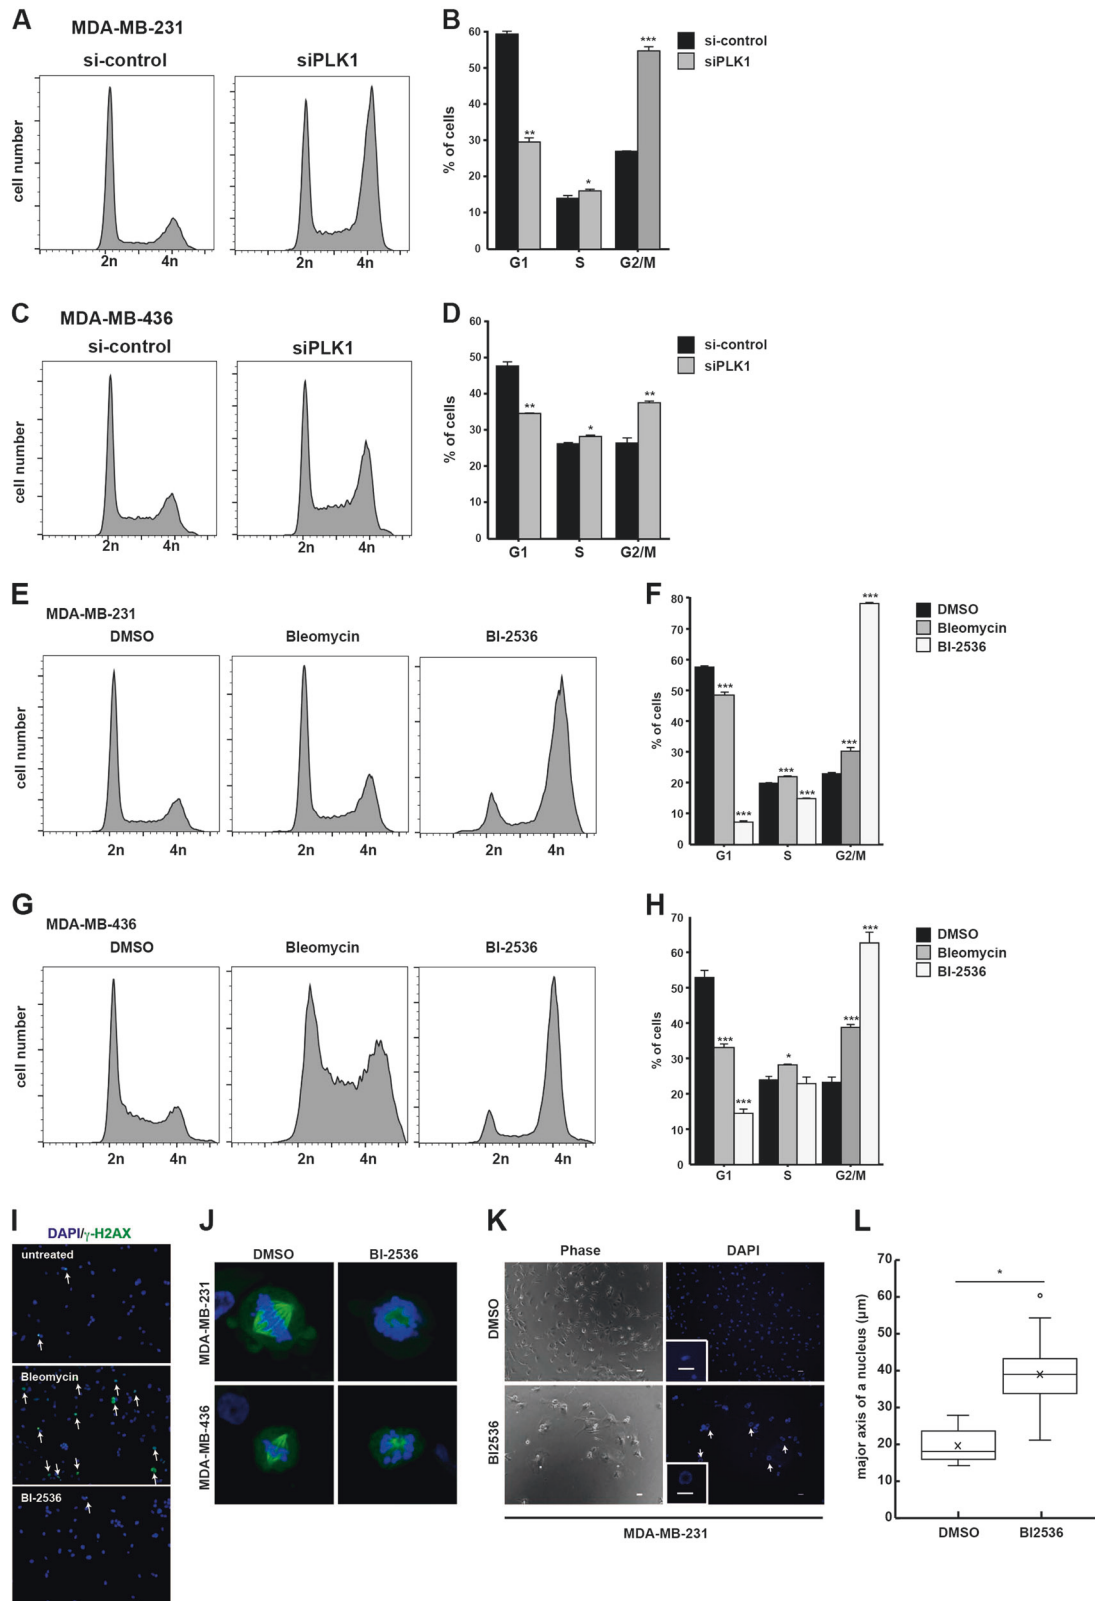 A
MDA-MB-231
si-control
siPLK1
cell number
2n
4n
2n
4n
B
% of cells
60
50
40
30
20
10
0
**
*
***
G1
S
G2/M
si-control
siPLK1
C
MDA-MB-436
si-control
siPLK1
cell number
2n
4n
2n
4n
D
% of cells
60
50
40
30
20
10
0
**
*
**
G1
S
G2/M
si-control
siPLK1
E
MDA-MB-231
DMSO
Bleomycin
BI-2536
cell number
2n
4n
2n
4n
2n
4n
F
% of cells
80
70
60
50
40
30
20
10
0
***
***
***
***
***
***
G1
S
G2/M
DMSO
Bleomycin
BI-2536
G
MDA-MB-436
DMSO
Bleomycin
BI-2536
cell number
2n
4n
2n
4n
2n
4n
H
% of cells
70
60
50
40
30
20
10
0
***
***
*
***
***
G1
S
G2/M
DMSO
Bleomycin
BI-2536
I
DAPI/γ-H2AX
untreated
Bleomycin
BI-2536
J
DMSO
BI-2536
MDA-MB-231
MDA-MB-436
K
Phase
DAPI
DMSO
BI2536
MDA-MB-231
L
major axis of a nucleus (μm)
70
60
50
40
30
20
10
0
*
DMSO
BI2536